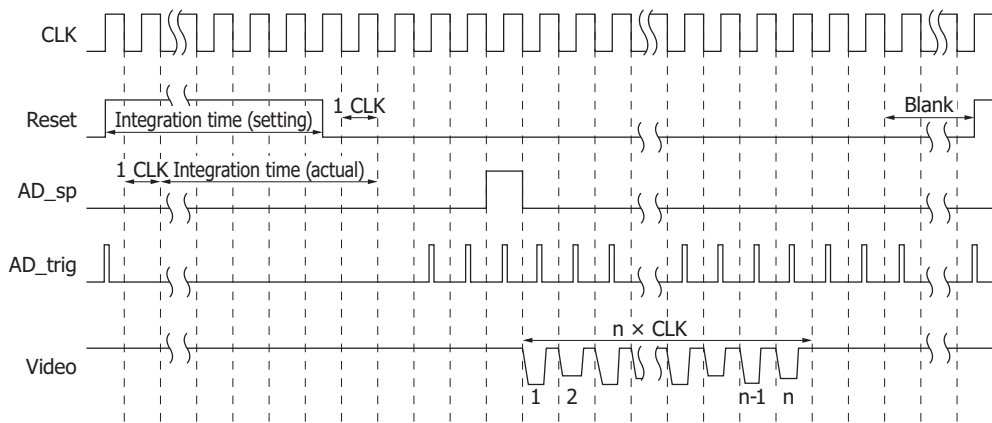 CLK
Reset
Integration time (setting)
1 CLK
Blank
1 CLK Integration time (actual)
AD_sp
AD_trig
n × CLK
Video
1 2 n-1 n